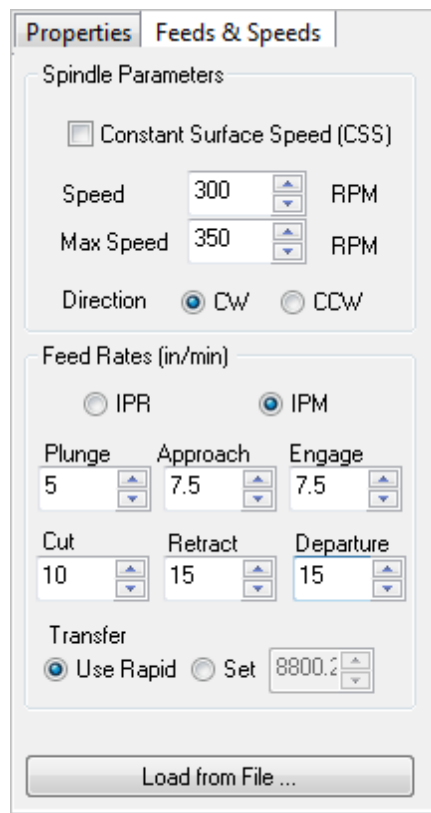 Properties Feeds & Speeds
Spindle Parameters
Constant Surface Speed (CSS)
Speed 300 RPM
Max Speed 350 RPM
Direction CW CCW
Feed Rates (in/min)
IPR IPM
Plunge Approach Engage
5 7.5 7.5
Cut Retract Departure
10 15 15
Transfer
Use Rapid Set 8800.2
Load from File ...